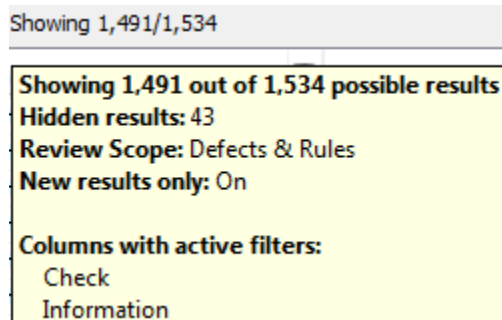 Showing 1,491/1,534
Showing 1,491 out of 1,534 possible results
Hidden results: 43
Review Scope: Defects & Rules
New results only: On
Columns with active filters:
Check
Information